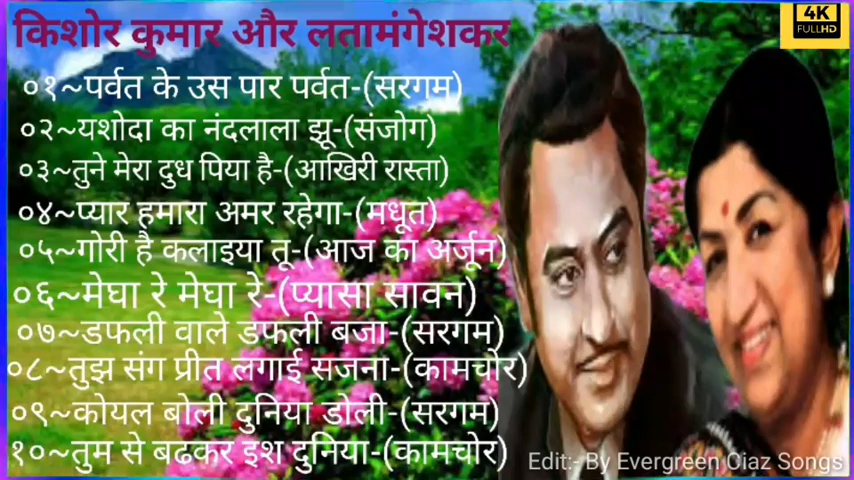 किशोर कुमार और लतामंगेशकर
4K
FULLHD
०१~पर्वत के उस पार पर्वत-(सरगम)
०२~यशोदा का नंदलाला झू-(संजोग)
०३~तुने मेरा दुध पिया है-(आखिरी रास्ता)
०४~प्यार हमारा अमर रहेगा-(मधूत)
०५~गोरी है कलाइया तू-(आज का अर्जून)
०६~मेघा रे मेघा रे-(प्यासा सावन)
०७~डफली वाले डफली बजा-(सरगम)
०८~तुझ संग प्रीत लगाई सजना-(कामचोर)
०९~कोयल बोली दुनिया डोली-(सरगम)
१०~तुम से बढकर इश दुनिया-(कामचोर)
Edit:- By Evergreen Ciaz Songs